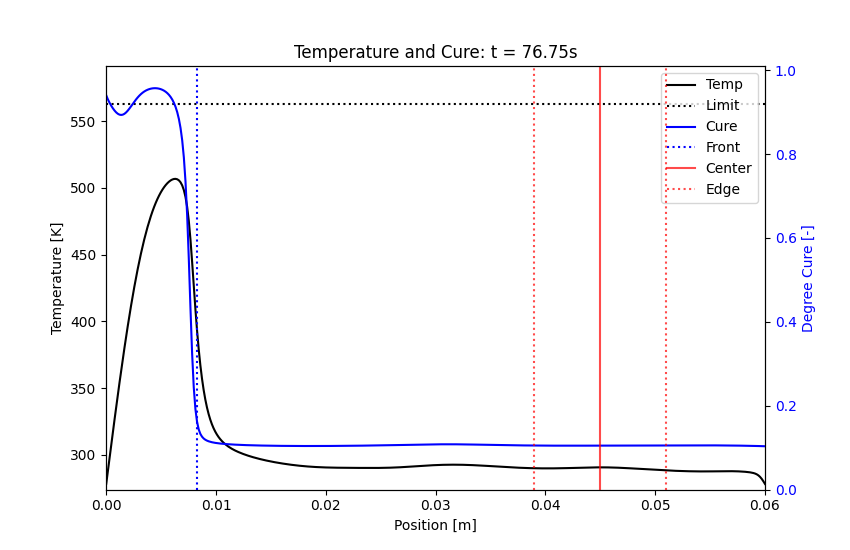 Temperature and Cure: t = 76.75s
Temperature [K]
550
500
450
400
350
300
1.0
0.8
0.6
0.4
0.2
0.0
Degree Cure [-]
Temp
Limit
Cure
Front
Center
Edge
0.00 0.01 0.02 0.03 0.04 0.05 0.06
Position [m]